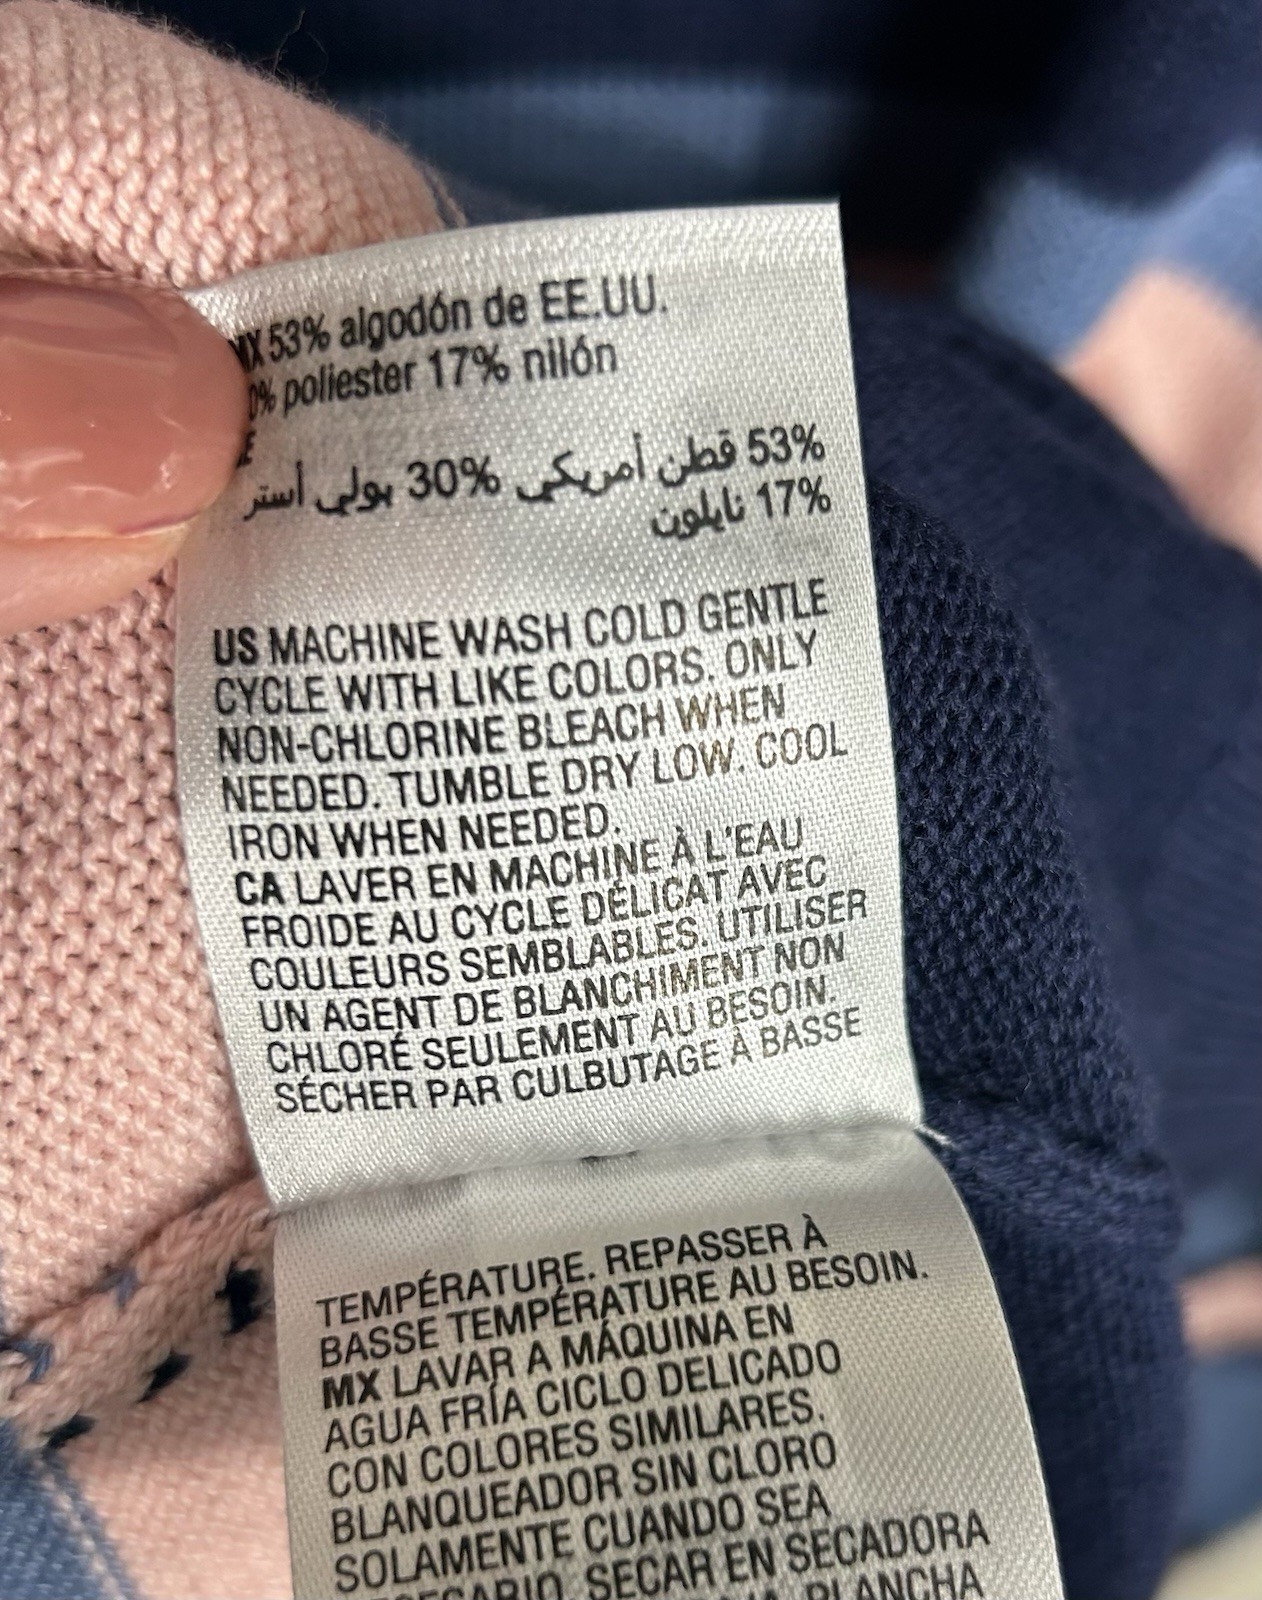 MX 53% algodón de EE.UU.
0% poliester 17% nilón
53% قطن أمريكي 30% بولي أستر
17% نايلون
US MACHINE WASH COLD GENTLE
CYCLE WITH LIKE COLORS. ONLY
NON-CHLORINE BLEACH WHEN
NEEDED. TUMBLE DRY LOW. COOL
IRON WHEN NEEDED.
CA LAVER EN MACHINE À L'EAU
FROIDE AU CYCLE DÉLICAT AVEC
COULEURS SEMBLABLES. UTILISER
UN AGENT DE BLANCHIMENT NON
CHLORÉ SEULEMENT AU BESOIN.
SÉCHER PAR CULBUTAGE À BASSE
TEMPÉRATURE. REPASSER À
BASSE TEMPÉRATURE AU BESOIN.
MX LAVAR A MÁQUINA EN
AGUA FRÍA CICLO DELICADO
CON COLORES SIMILARES.
BLANQUEADOR SIN CLORO
SOLAMENTE CUANDO SEA
SECAR EN SECADORA
PLANCHA